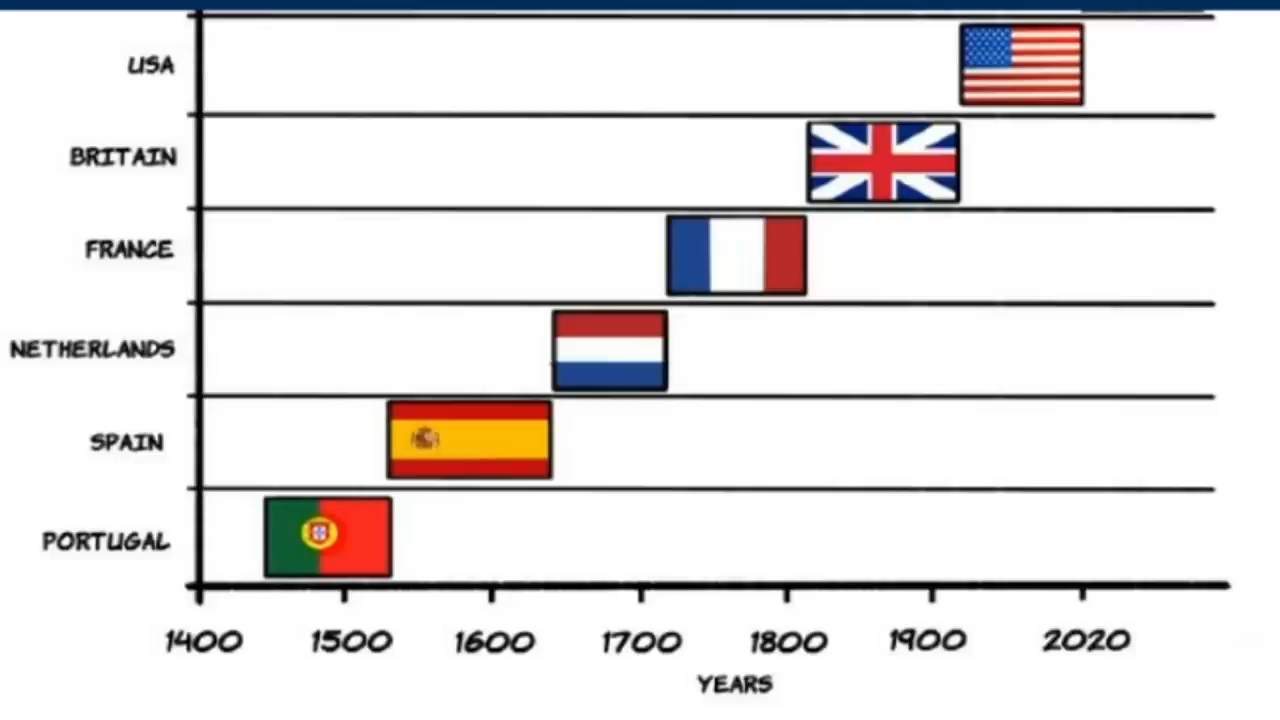 USA
BRITAIN
FRANCE
NETHERLANDS
SPAIN
PORTUGAL
1400 1500 1600 1700 1800 1900 2020
YEARS